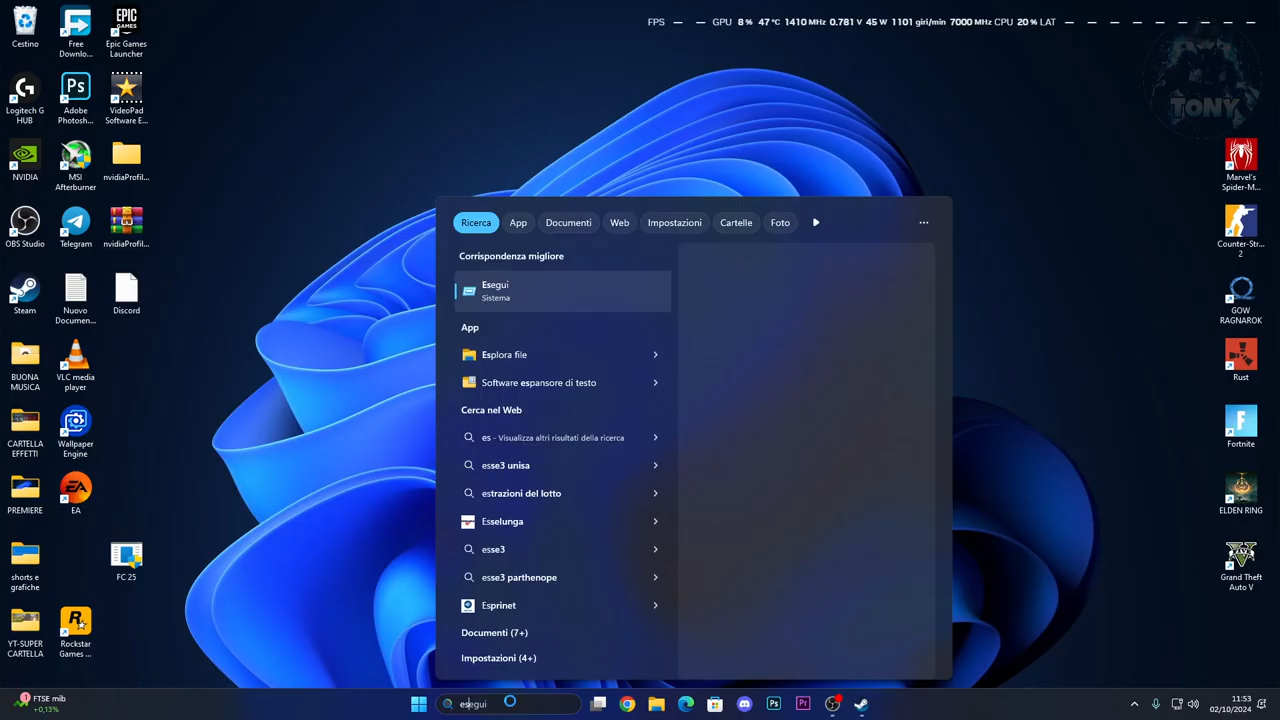 FPS — — GPU 8 % 47 °C 1410 MHz 0.781 V 45 W 1101 giri/min 7000 MHz CPU 20 % LAT — — — — — — — —
TONY
Cestino
Free Downlo...
Epic Games Launcher
Logitech G HUB
Adobe Photosh...
VideoPad Software E...
NVIDIA
MSI Afterburner
nvidiaProfil...
OBS Studio
Telegram
nvidiaProfil...
Steam
Nuovo Documen...
Discord
BUONA MUSICA
VLC media player
CARTELLA EFFETTI
Wallpaper Engine
PREMIERE
EA
shorts e grafiche
FC 25
YT-SUPER CARTELLA
Rockstar Games ...
Marvel's Spider-M...
Counter-Str... 2
GOW RAGNAROK
Rust
Fortnite
ELDEN RING
Grand Theft Auto V
Ricerca App Documenti Web Impostazioni Cartelle Foto
Corrispondenza migliore
Esegui
Sistema
App
Esplora file
Software espansore di testo
Cerca nel Web
es - Visualizza altri risultati della ricerca
esse3 unisa
estrazioni del lotto
Esselunga
esse3
esse3 parthenope
Esprinet
Documenti (7+)
Impostazioni (4+)
1
FTSE mib
+0,13%
esegui
11:53
02/10/2024